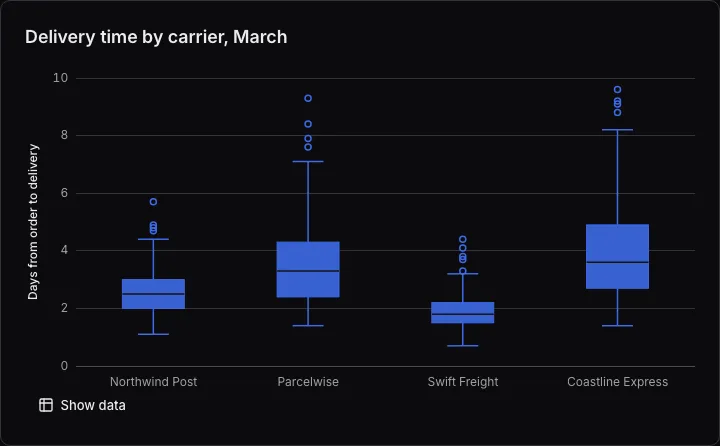 Delivery time by carrier, March
Days from order to delivery
10
8
6
4
2
0
Northwind Post
Parcelwise
Swift Freight
Coastline Express
Show data